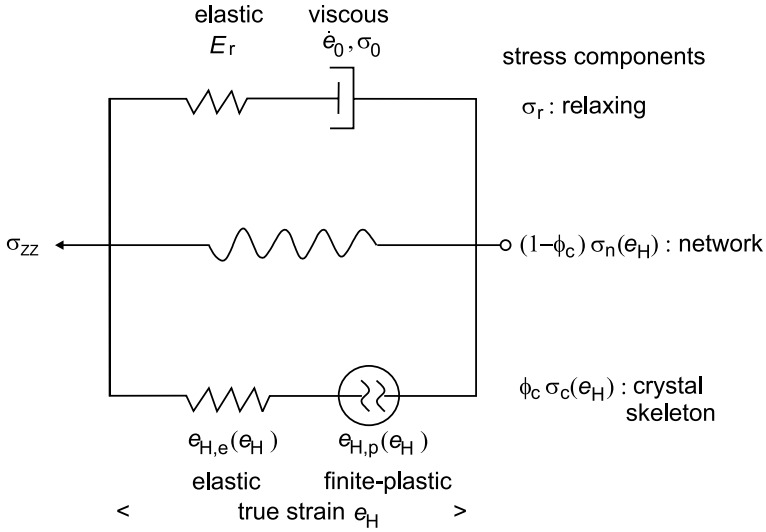 elastic
E_r
viscous
ė_0, σ_0
stress components
σ_r : relaxing
σ_zz
(1−ϕ_c) σ_n(e_H) : network
ϕ_c σ_c(e_H) : crystal
skeleton
e_H,e(e_H)
e_H,p(e_H)
elastic
finite-plastic
< true strain e_H >